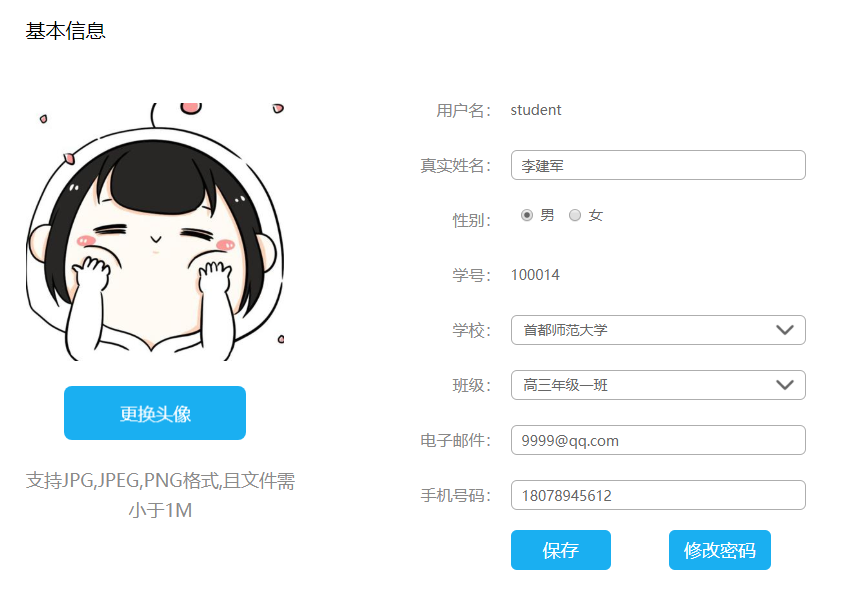 基本信息
用户名： student
真实姓名： 李建军
性别： 男 女
学号： 100014
学校： 首都师范大学
班级： 高三年级一班
电子邮件： 9999@qq.com
手机号码： 18078945612
保存 修改密码
更换头像
支持JPG,JPEG,PNG格式,且文件需
小于1M